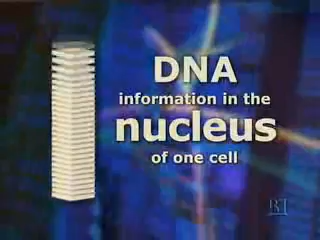 DNA
information in the
nucleus
of one cell